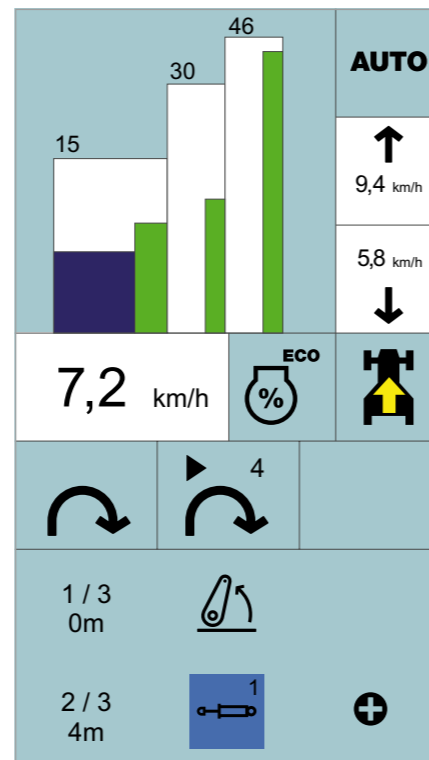 46
30
15
AUTO
9,4 km/h
5,8 km/h
7,2 km/h
ECO
%
4
1 / 3
0m
2 / 3
4m
1